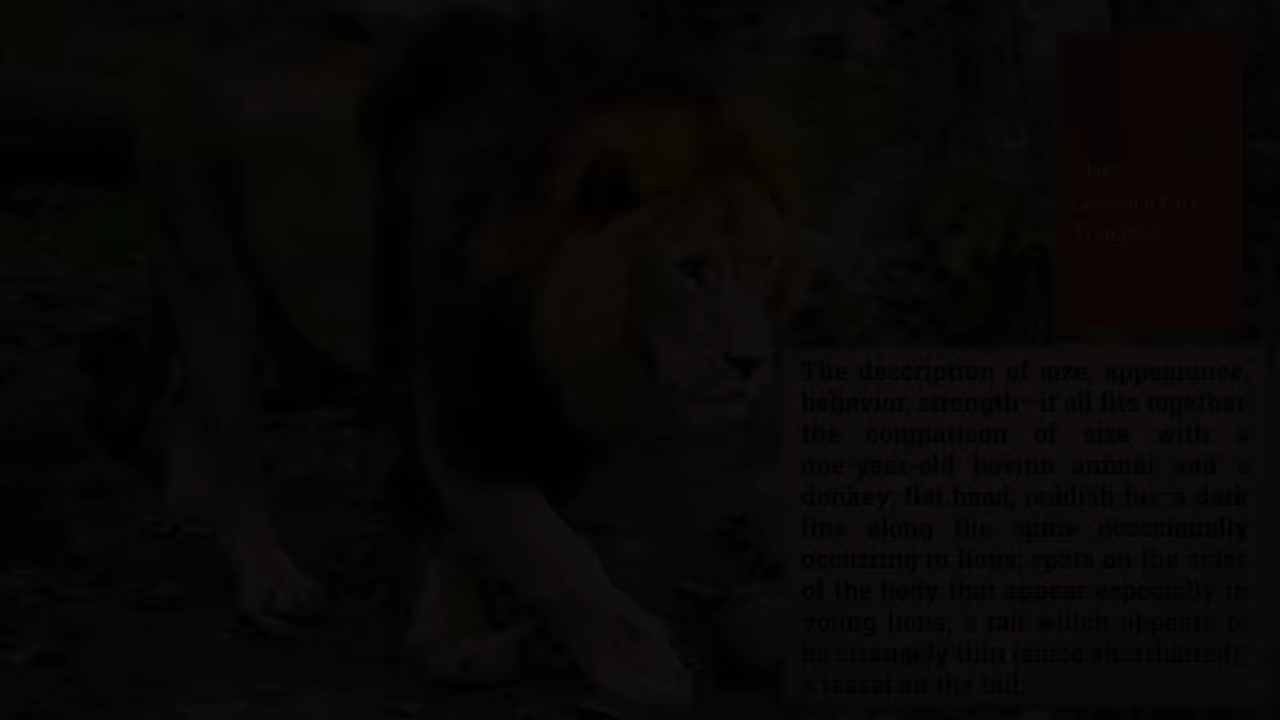 The
Gévaudan
Tragedy
The description of size, appearance,
behavior, strength—it all fits together
the comparison of size with a
one-year-old bovine animal and a
donkey, flat head, reddish fur, a dark
line along the spine occasionally
occurring in lions, spots on the sides
of the body that appear especially in
young lions, a tail which appears to
be strangely thin (since shorthaired),
a tassel on the tail;